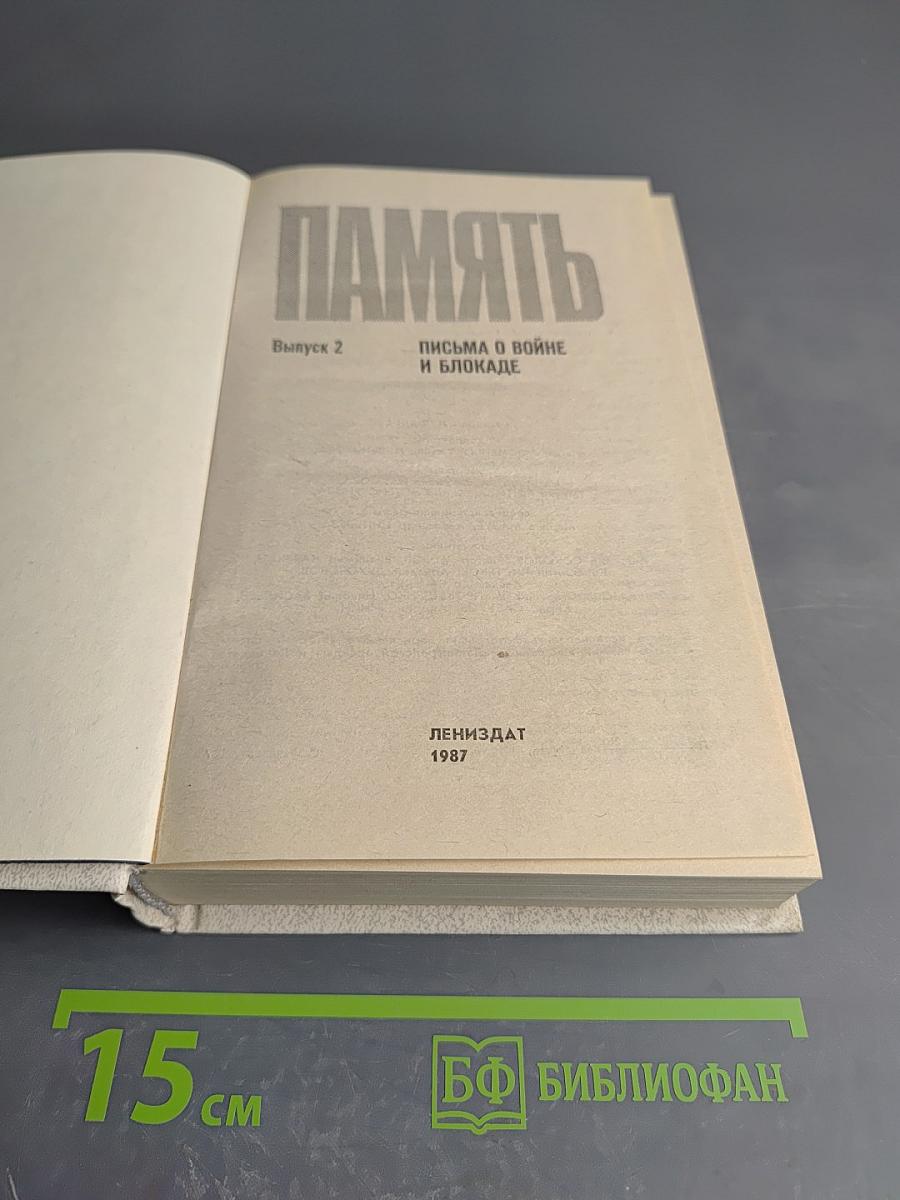 ПАМЯТЬ
Выпуск 2
ПИСЬМА О ВОЙНЕ
И БЛОКАДЕ
ЛЕНИЗДАТ
1987
15 см
БФ БИБЛИОФАН